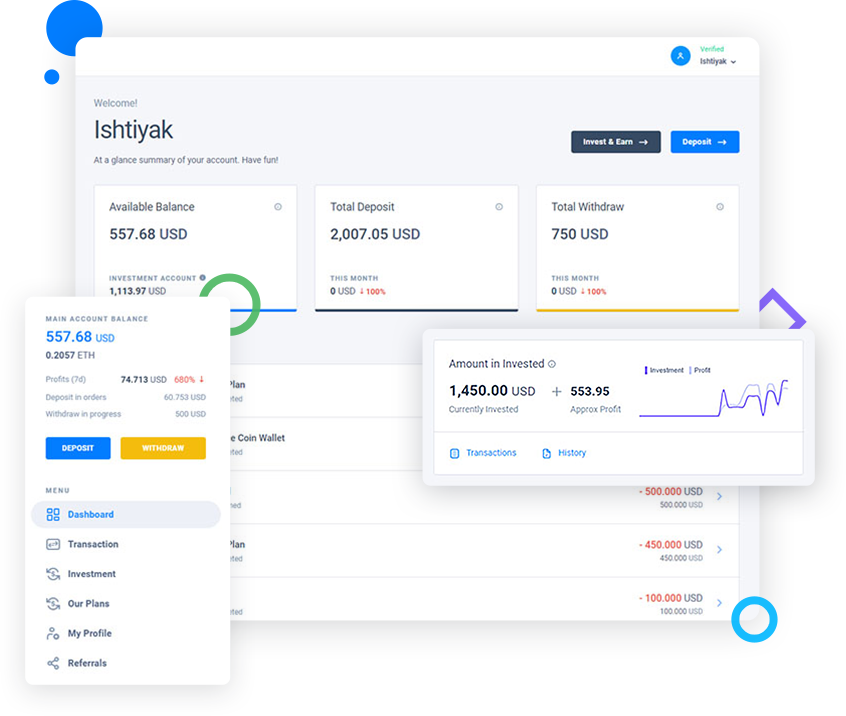 Verified
Ishtiyak
Welcome!
Ishtiyak
At a glance summary of your account. Have fun!
Invest & Earn →
Deposit →
Available Balance
557.68 USD
INVESTMENT ACCOUNT
1,113.97 USD
Total Deposit
2,007.05 USD
THIS MONTH
0 USD ↓ 100%
Total Withdraw
750 USD
THIS MONTH
0 USD ↓ 100%
MAIN ACCOUNT BALANCE
557.68 USD
0.2057 ETH
Profits (7d) 74.713 USD 680% ↓
Deposit in orders 60.753 USD
Withdraw in progress 500 USD
DEPOSIT
WITHDRAW
MENU
Dashboard
Transaction
Investment
Our Plans
My Profile
Referrals
Amount in Invested
1,450.00 USD + 553.95
Currently Invested Approx Profit
Investment Profit
Transactions
History
Plan
e Coin Wallet
- 500.000 USD
500.000 USD
Plan
- 450.000 USD
450.000 USD
- 100.000 USD
100.000 USD